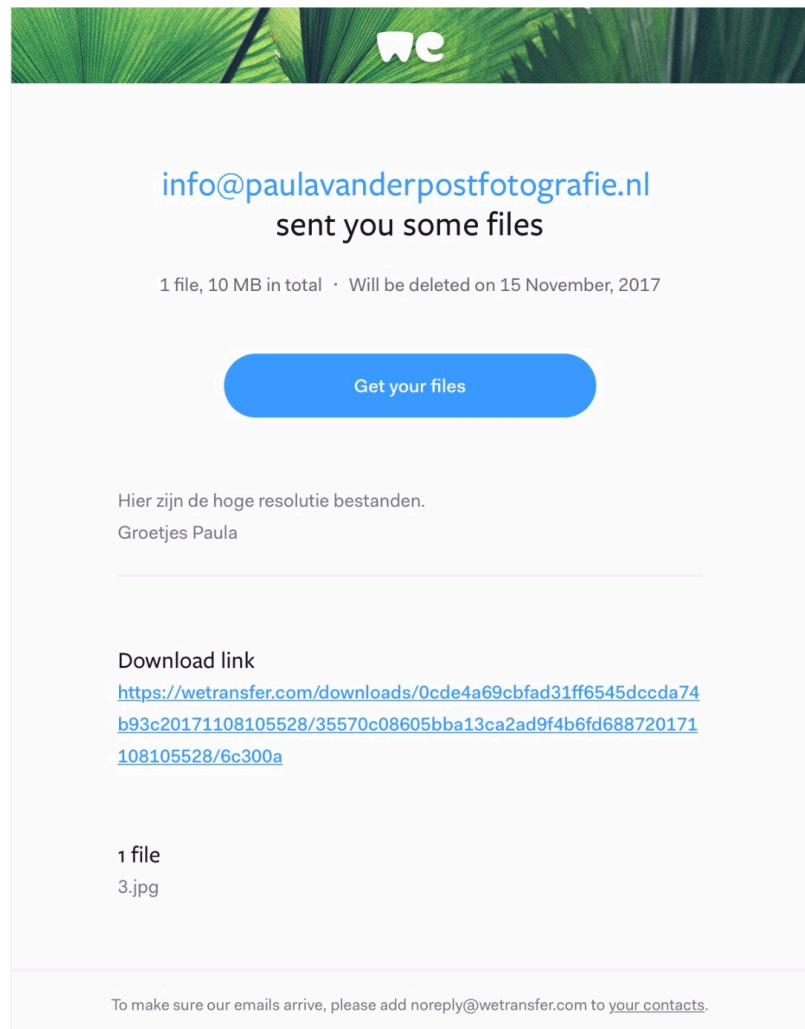 we
info@paulavanderpostfotografie.nl
sent you some files
1 file, 10 MB in total · Will be deleted on 15 November, 2017
Get your files
Hier zijn de hoge resolutie bestanden.
Groetjes Paula
Download link
https://wetransfer.com/downloads/0cde4a69cbfad31ff6545dccda74
b93c20171108105528/35570c08605bba13ca2ad9f4b6fd688720171
108105528/6c300a
1 file
3.jpg
To make sure our emails arrive, please add noreply@wetransfer.com to your contacts.